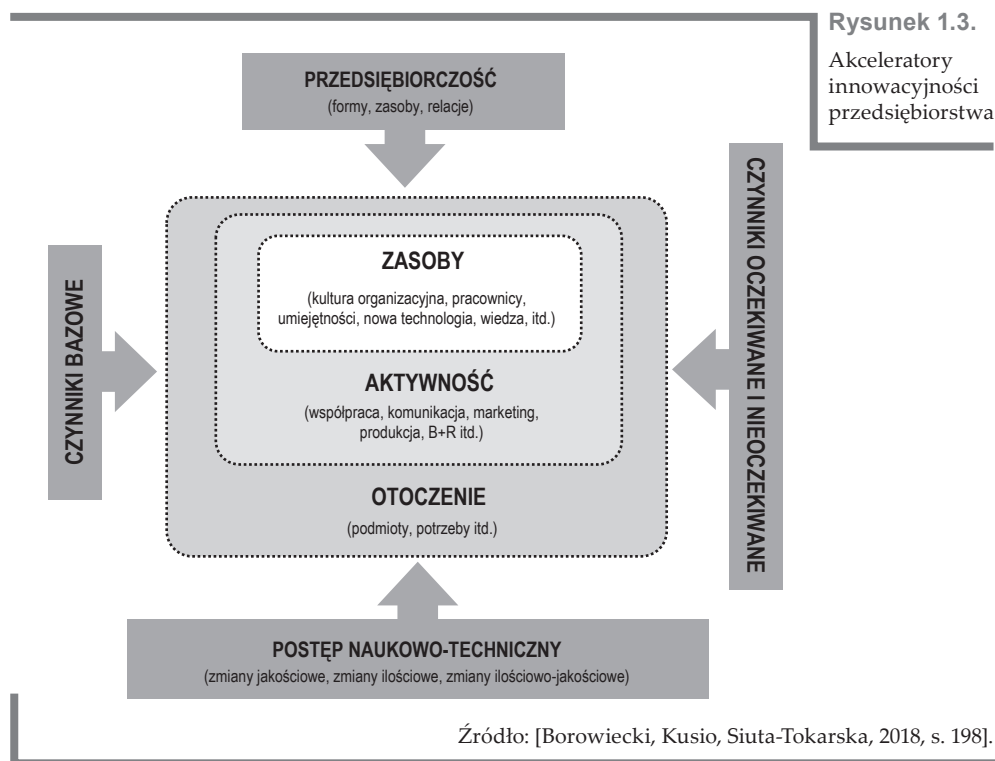 Rysunek 1.3.
Akceleratory
innowacyjności
przedsiębiorstwa
PRZEDSIĘBIORCZOŚĆ
(formy, zasoby, relacje)
CZYNNIKI BAZOWE
ZASOBY
(kultura organizacyjna, pracownicy,
umiejętności, nowa technologia, wiedza, itd.)
AKTYWNOŚĆ
(współpraca, komunikacja, marketing,
produkcja, B+R itd.)
OTOCZENIE
(podmioty, potrzeby itd.)
CZYNNIKI OCZEKIWANE I NIEOCZEKIWANE
POSTĘP NAUKOWO-TECHNICZNY
(zmiany jakościowe, zmiany ilościowe, zmiany ilościowo-jakościowe)
Źródło: [Borowiecki, Kusio, Siuta-Tokarska, 2018, s. 198].